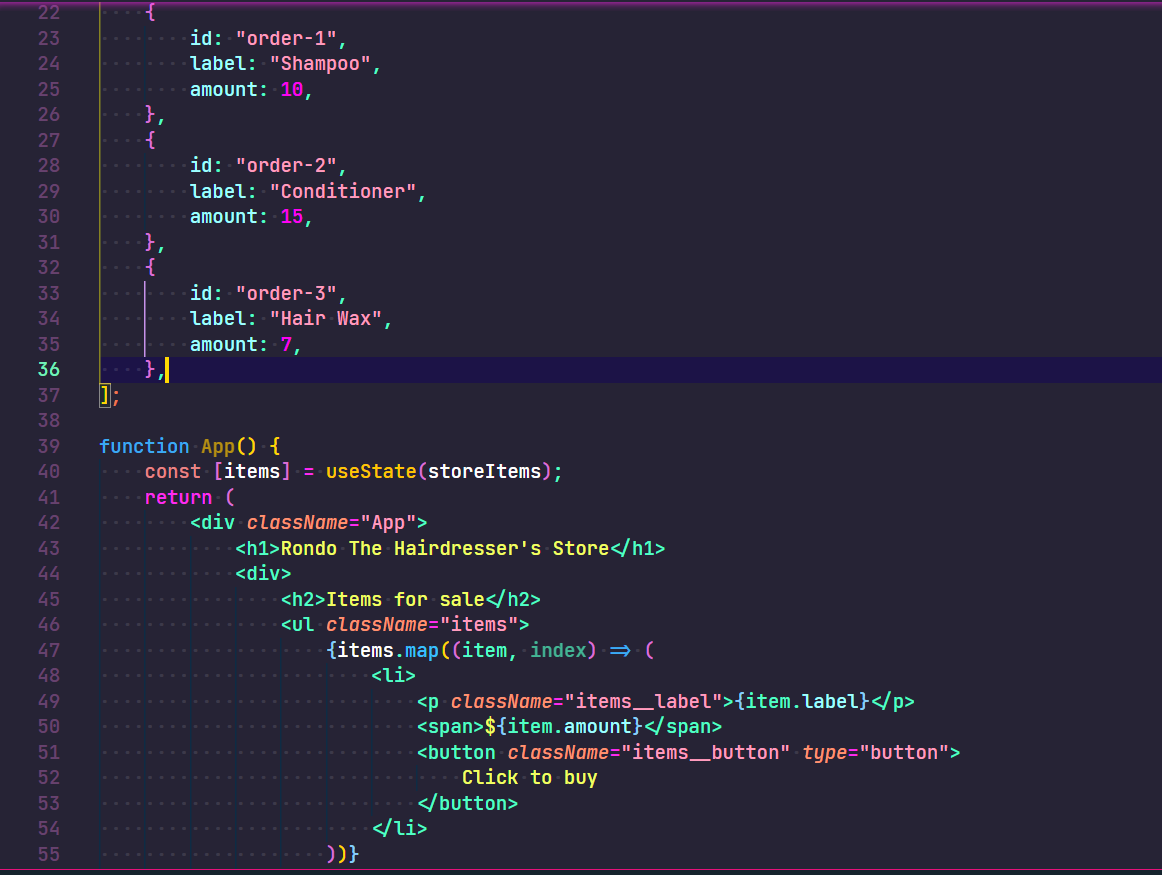 22 {
23 id: "order-1",
24 label: "Shampoo",
25 amount: 10,
26 },
27 {
28 id: "order-2",
29 label: "Conditioner",
30 amount: 15,
31 },
32 {
33 id: "order-3",
34 label: "Hair Wax",
35 amount: 7,
36 },
37 ];
38
39 function App() {
40 const [items] = useState(storeItems);
41 return (
42 <div className="App">
43 <h1>Rondo The Hairdresser's Store</h1>
44 <div>
45 <h2>Items for sale</h2>
46 <ul className="items">
47 {items.map((item, index) => (
48 <li>
49 <p className="items__label">{item.label}</p>
50 <span>${item.amount}</span>
51 <button className="items__button" type="button">
52 Click to buy
53 </button>
54 </li>
55 ))}